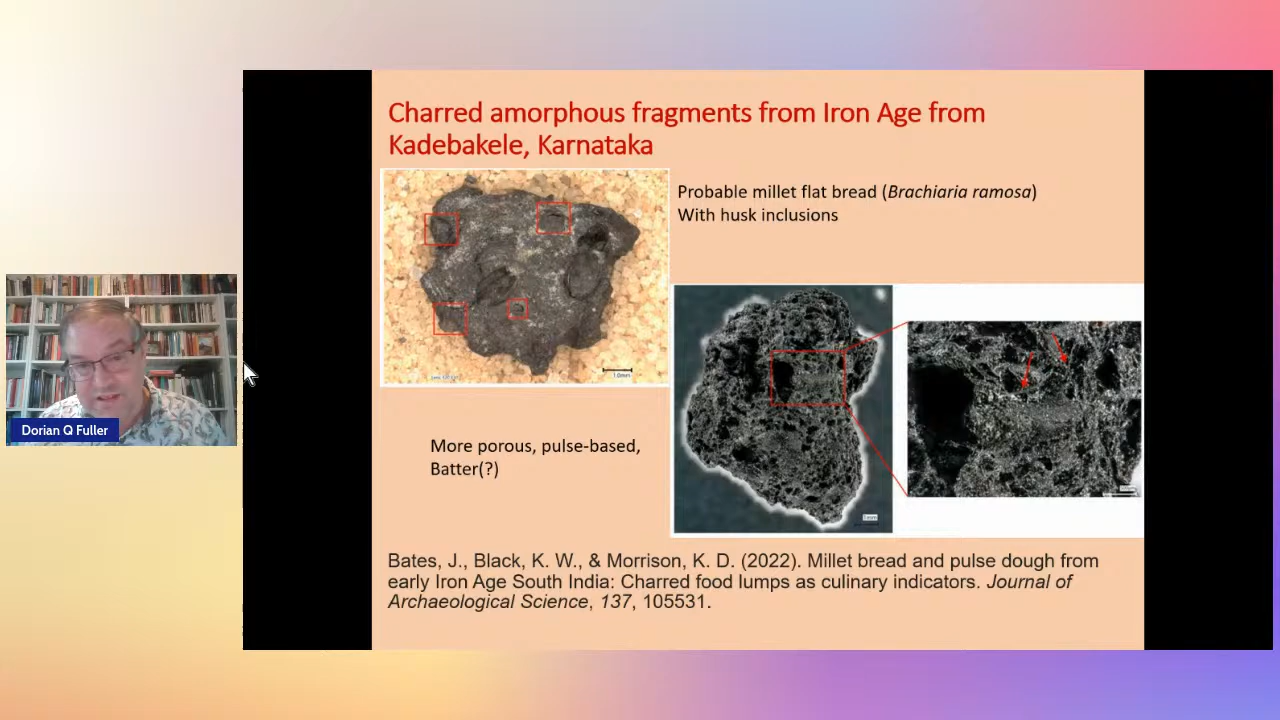 Charred amorphous fragments from Iron Age from
Kadebakele, Karnataka
Probable millet flat bread (Brachiaria ramosa)
With husk inclusions
1.0mm
More porous, pulse-based,
Batter(?)
Dorian Q Fuller
Bates, J., Black, K. W., & Morrison, K. D. (2022). Millet bread and pulse dough from
early Iron Age South India: Charred food lumps as culinary indicators. Journal of
Archaeological Science, 137, 105531.